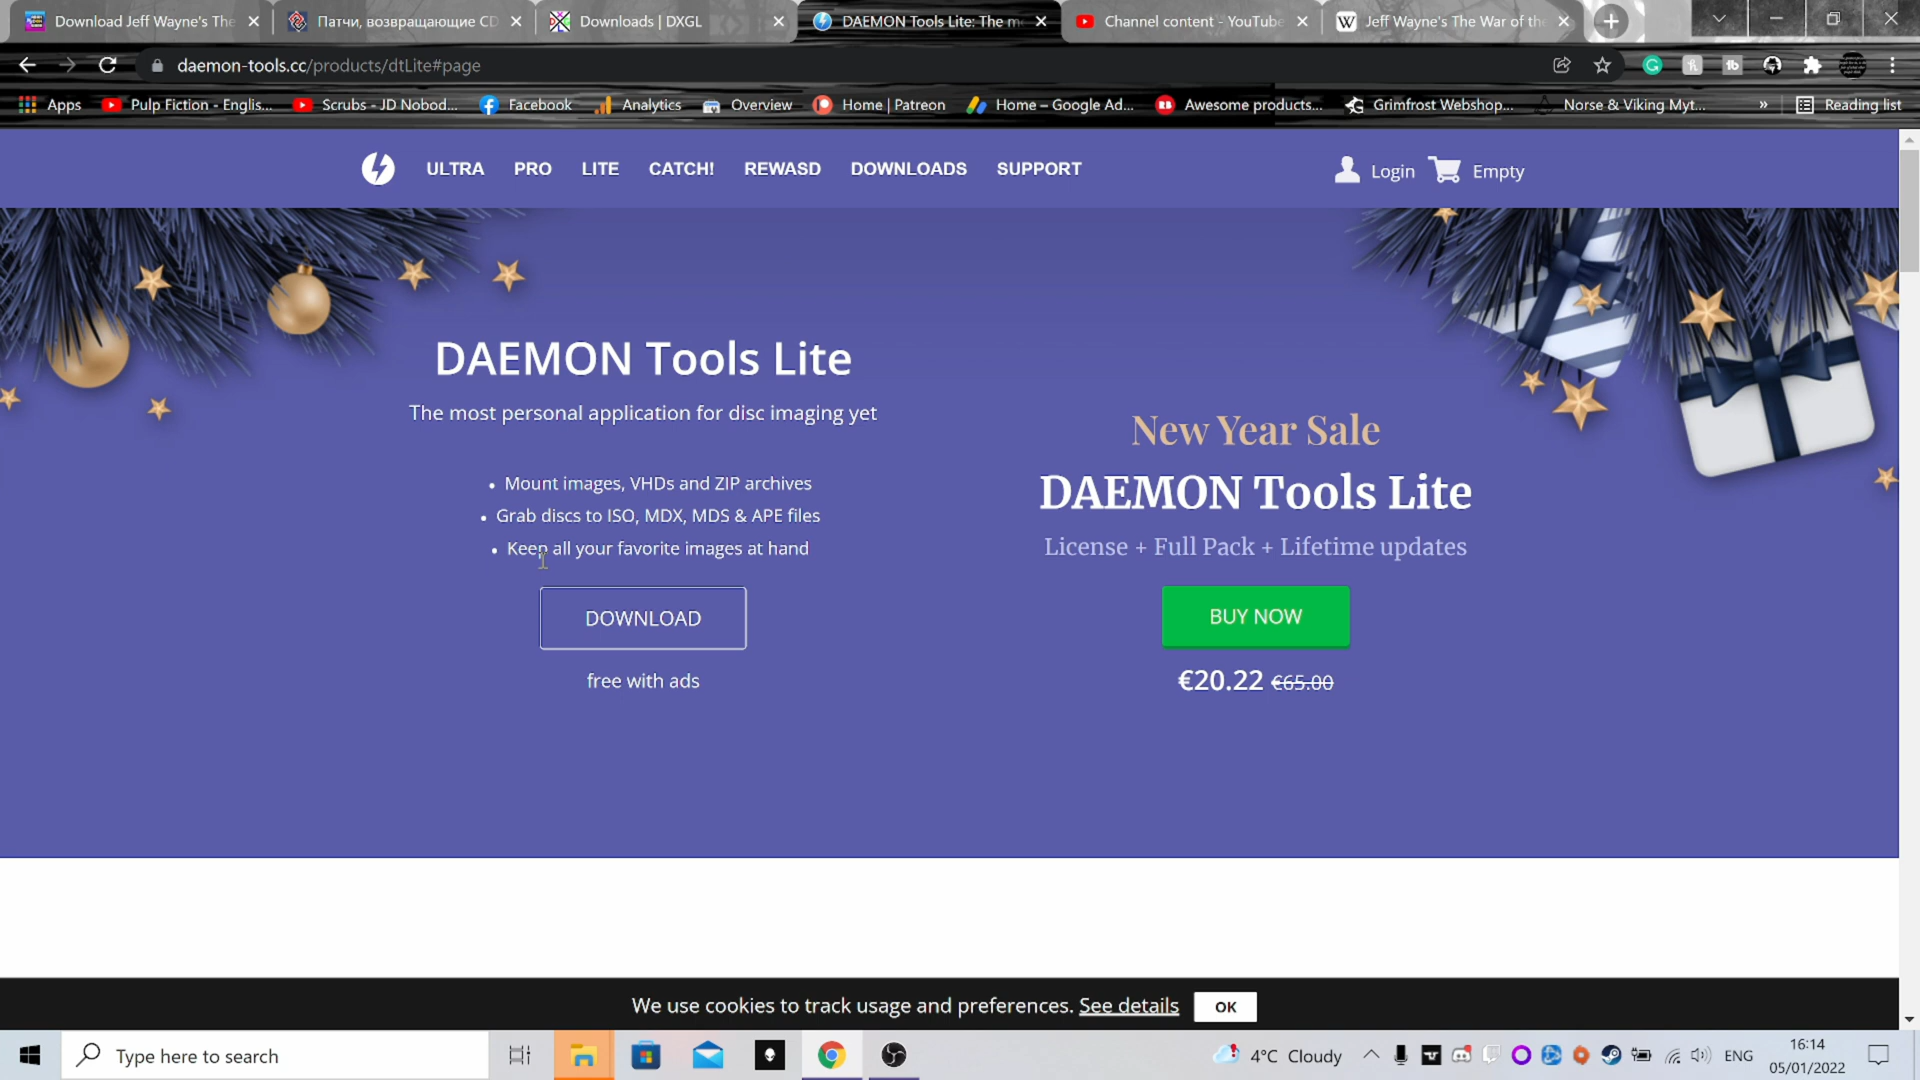 Download Jeff Wayne's The
Патчи, возвращающие CD
Downloads | DXGL
DAEMON Tools Lite: The m
Channel content - YouTube
Jeff Wayne's The War of the
daemon-tools.cc/products/dtLite#page
Apps
Pulp Fiction - Englis...
Scrubs - JD Nobod...
Facebook
Analytics
Overview
Home | Patreon
Home – Google Ad...
Awesome products...
Grimfrost Webshop...
Norse & Viking Myt...
»
Reading list
ULTRA PRO LITE CATCH! REWASD DOWNLOADS SUPPORT
Login Empty
DAEMON Tools Lite
The most personal application for disc imaging yet
• Mount images, VHDs and ZIP archives
• Grab discs to ISO, MDX, MDS & APE files
• Keep all your favorite images at hand
DOWNLOAD
free with ads
New Year Sale
DAEMON Tools Lite
License + Full Pack + Lifetime updates
BUY NOW
€20.22 €65.00
We use cookies to track usage and preferences. See details OK
Type here to search
4°C Cloudy
ENG
16:14
05/01/2022